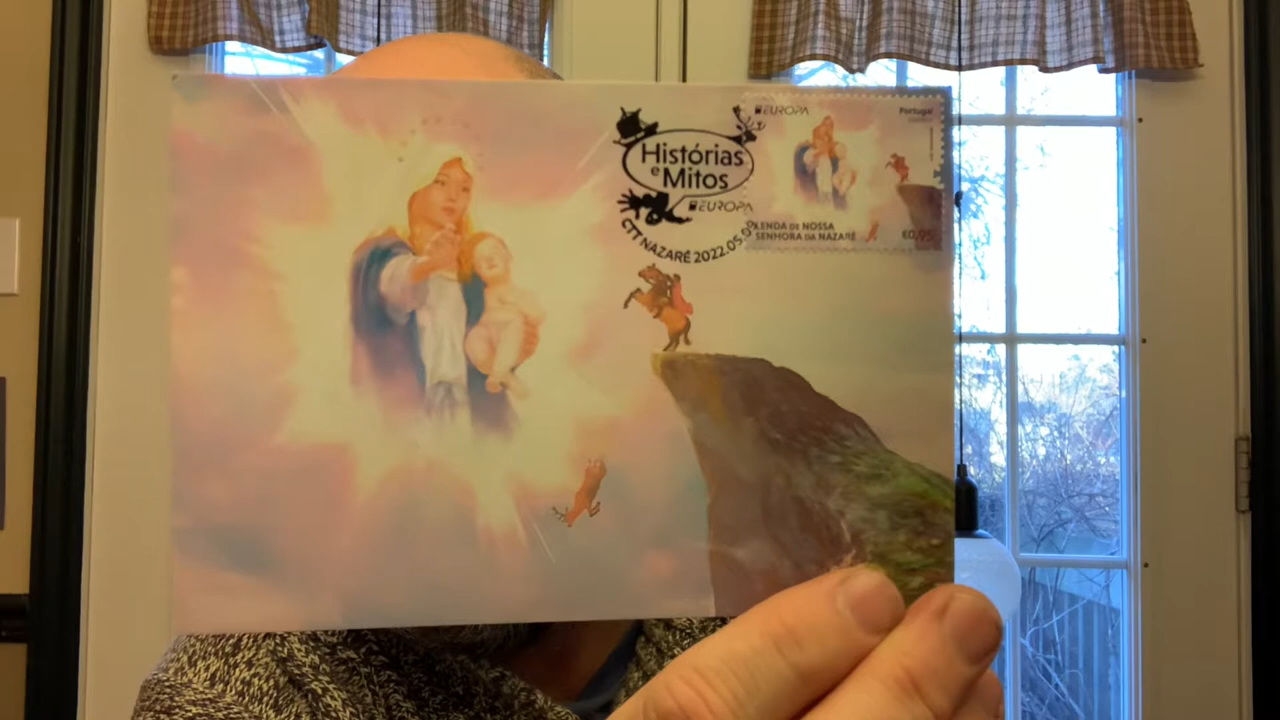 Histórias
e
Mitos
EUROPA
CTT NAZARÉ 2022.05.09
EUROPA
Portugal
LENDA DE NOSSA
SENHORA DA NAZARÉ
€0,95